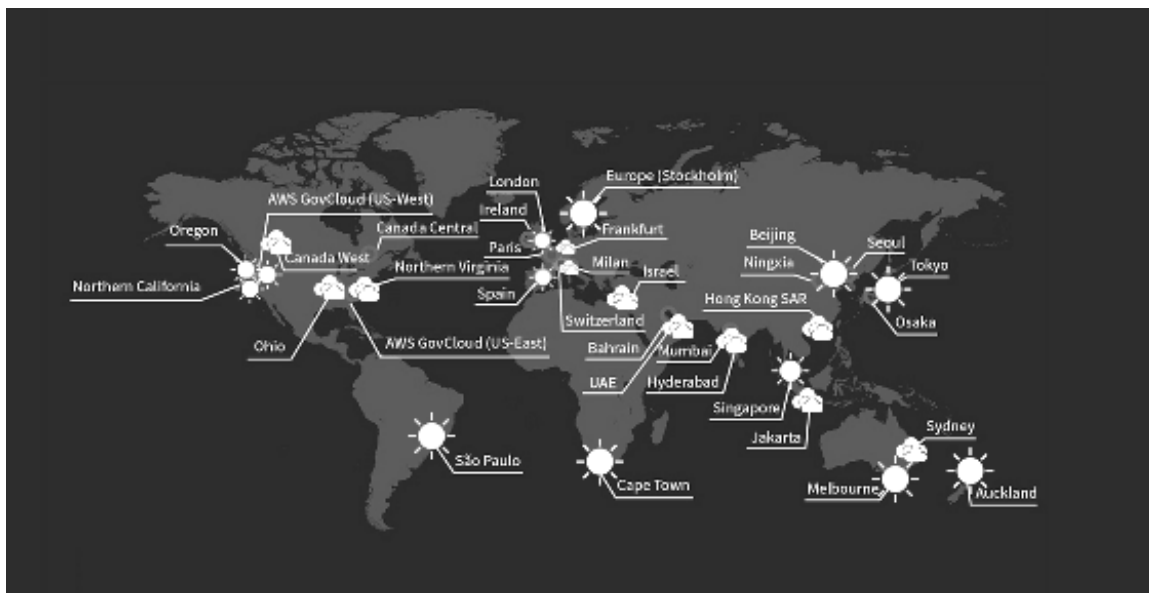 London
Europe (Stockholm)
AWS GovCloud (US-West)
Ireland
Oregon
Canada Central
Frankfurt
Beijing
Seoul
Paris
Canada West
Milan
Ningxia
Tokyo
Northern Virginia
Israel
Northern California
Spain
Hong Kong SAR
Switzerland
Osaka
Ohio
AWS GovCloud (US-East)
Bahrain
Mumbai
UAE
Hyderabad
Singapore
Jakarta
Sydney
São Paulo
Cape Town
Melbourne
Auckland